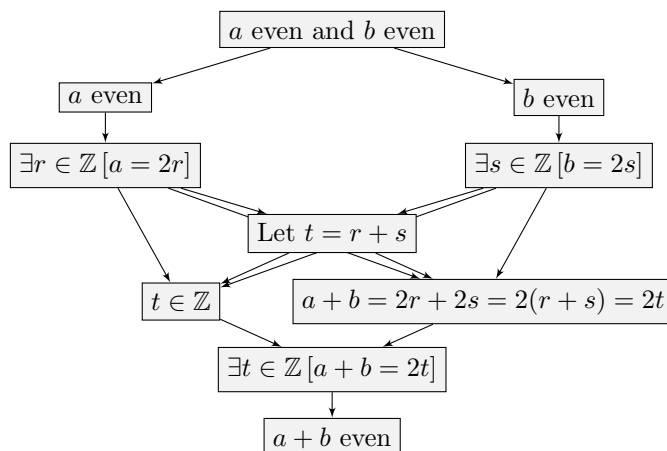 a even and b even
a even
b even
∃r ∈ ℤ [a = 2r]
∃s ∈ ℤ [b = 2s]
Let t = r + s
t ∈ ℤ
a + b = 2r + 2s = 2(r + s) = 2t
∃t ∈ ℤ [a + b = 2t]
a + b even